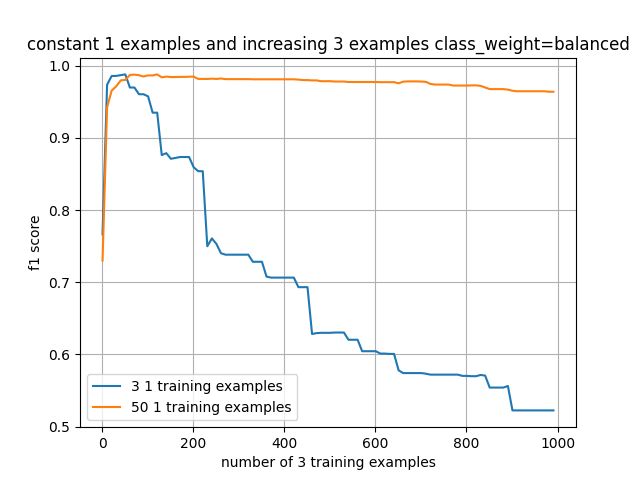 constant 1 examples and increasing 3 examples class_weight=balanced
1.0
0.9
0.8
0.7
0.6
0.5
f1 score
3 1 training examples
50 1 training examples
0 200 400 600 800 1000
number of 3 training examples